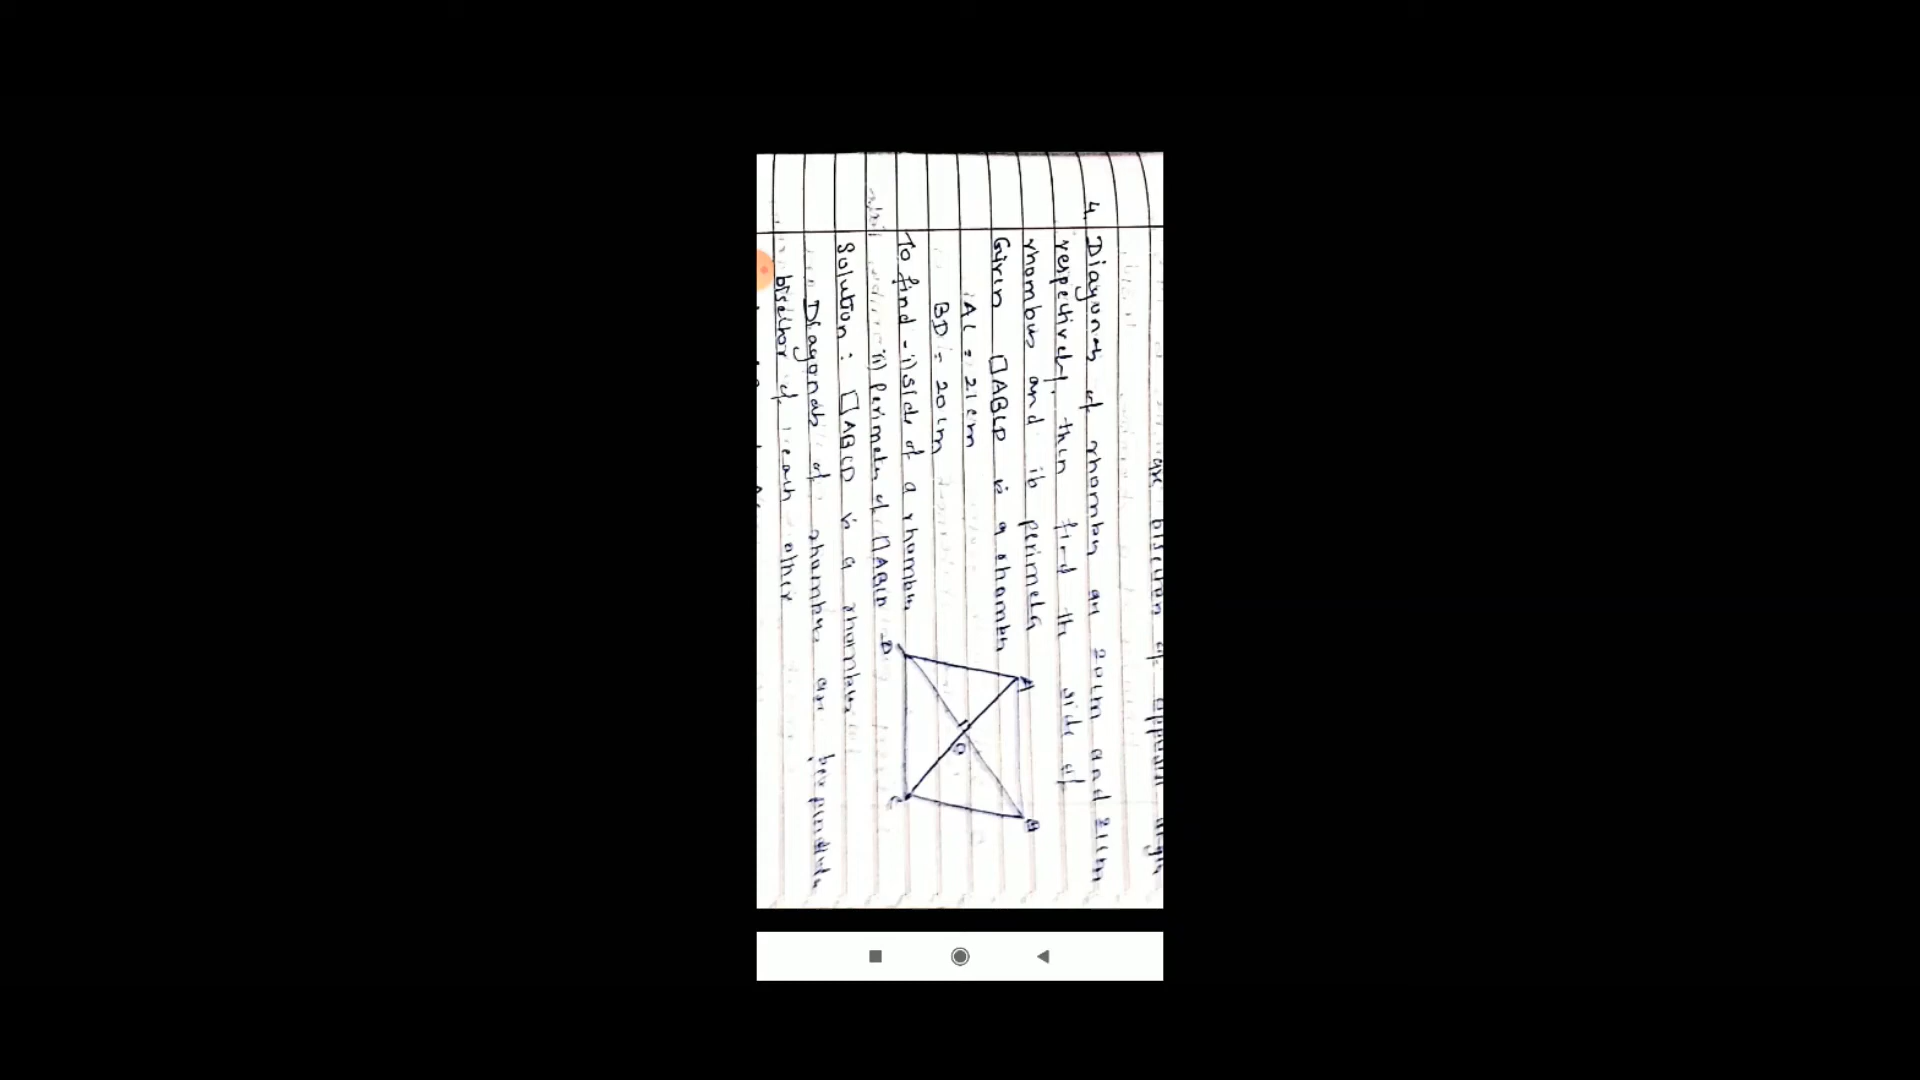 are bisectors of opposite angle
4. Diagonals of rhombus are 20cm and 21cm
respectively, then find the side of
rhombus and its perimeter
Given □ABCD is a rhombus
AC = 21cm
BD = 20cm
To find - i) Side of a rhombus
ii) Perimeter of □ABCD
Solution: □ABCD is a rhombus
Diagonals of rhombus are perpendicular
bisector of each other
A
B
C
D
O